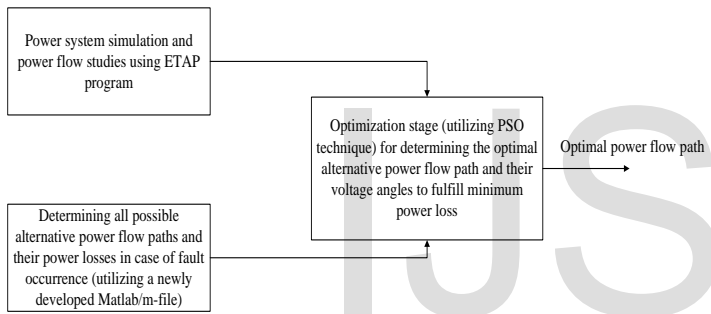 Power system simulation and
power flow studies using ETAP
program
Optimization stage (utilizing PSO
technique) for determining the optimal
alternative power flow path and their
voltage angles to fulfill minimum
power loss
Optimal power flow path
Determining all possible
alternative power flow paths and
their power losses in case of fault
occurrence (utilizing a newly
developed Matlab/m-file)
IJS